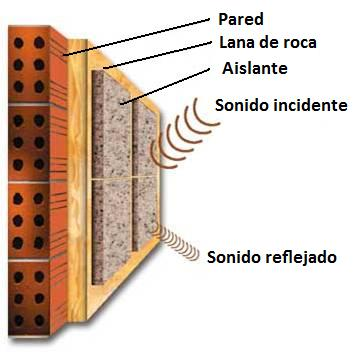 Pared
Lana de roca
Aislante
Sonido incidente
Sonido reflejado